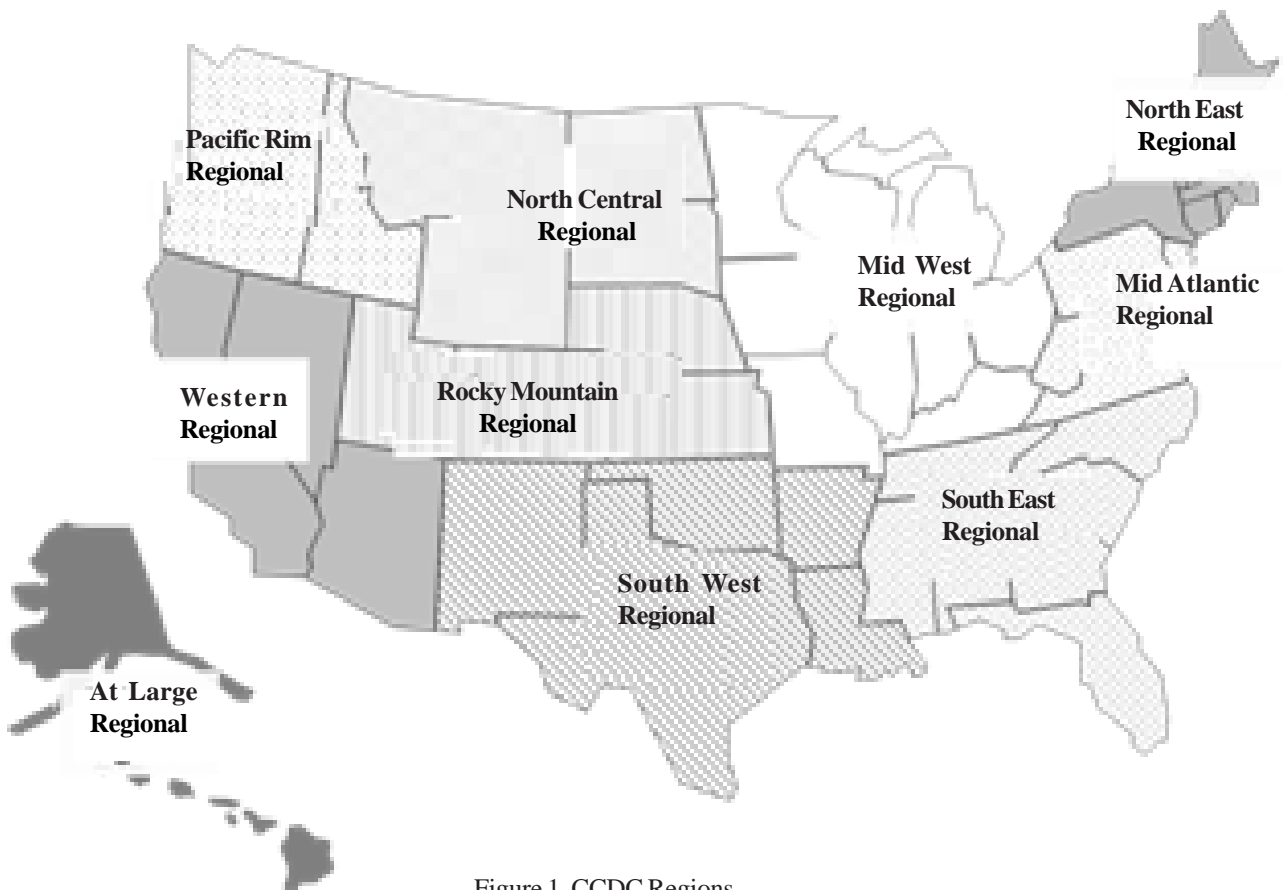 North East
Regional
Pacific Rim
Regional
North Central
Regional
Mid West
Regional
Mid Atlantic
Regional
Western
Regional
Rocky Mountain
Regional
South East
Regional
South West
Regional
At Large
Regional
Figure 1. CCDC Regions